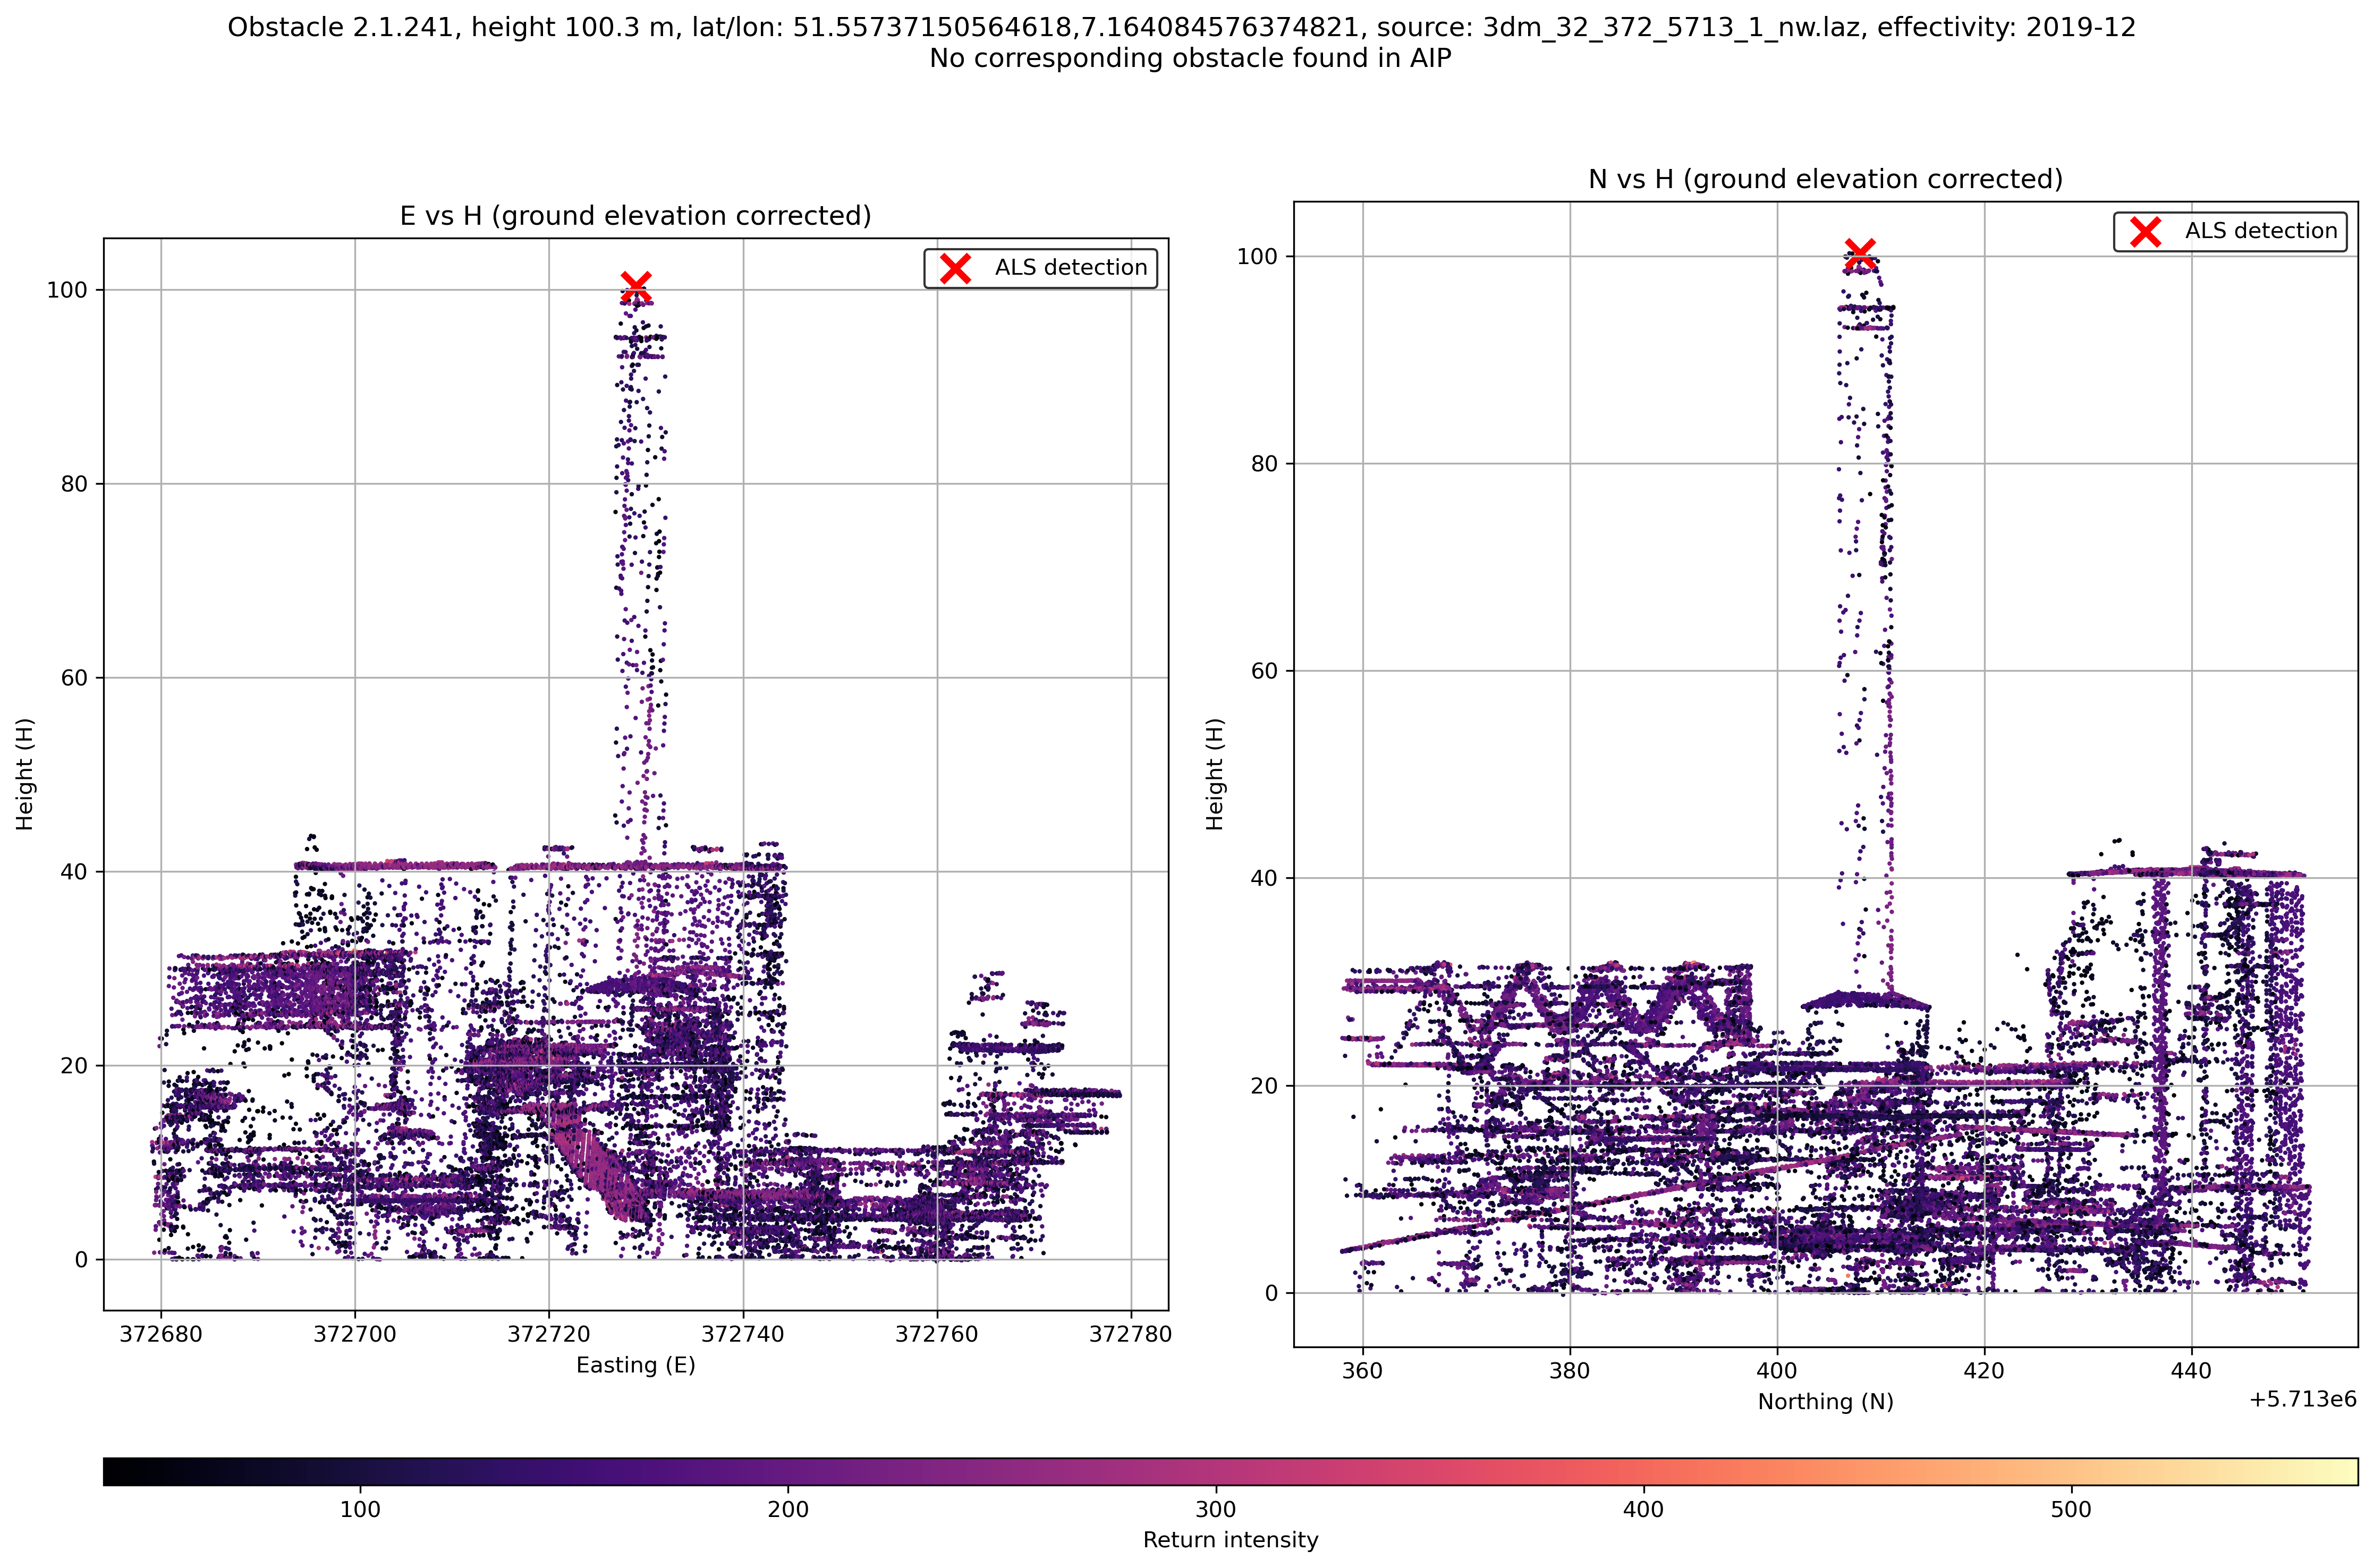 Obstacle 2.1.241, height 100.3 m, lat/lon: 51.55737150564618,7.164084576374821, source: 3dm_32_372_5713_1_nw.laz, effectivity: 2019-12
No corresponding obstacle found in AIP
E vs H (ground elevation corrected)
ALS detection
100
80
60
40
20
0
Height (H)
372680
372700
372720
372740
372760
372780
Easting (E)
N vs H (ground elevation corrected)
ALS detection
100
80
60
40
20
0
Height (H)
360
380
400
420
440
+5.713e6
Northing (N)
100
200
300
400
500
Return intensity